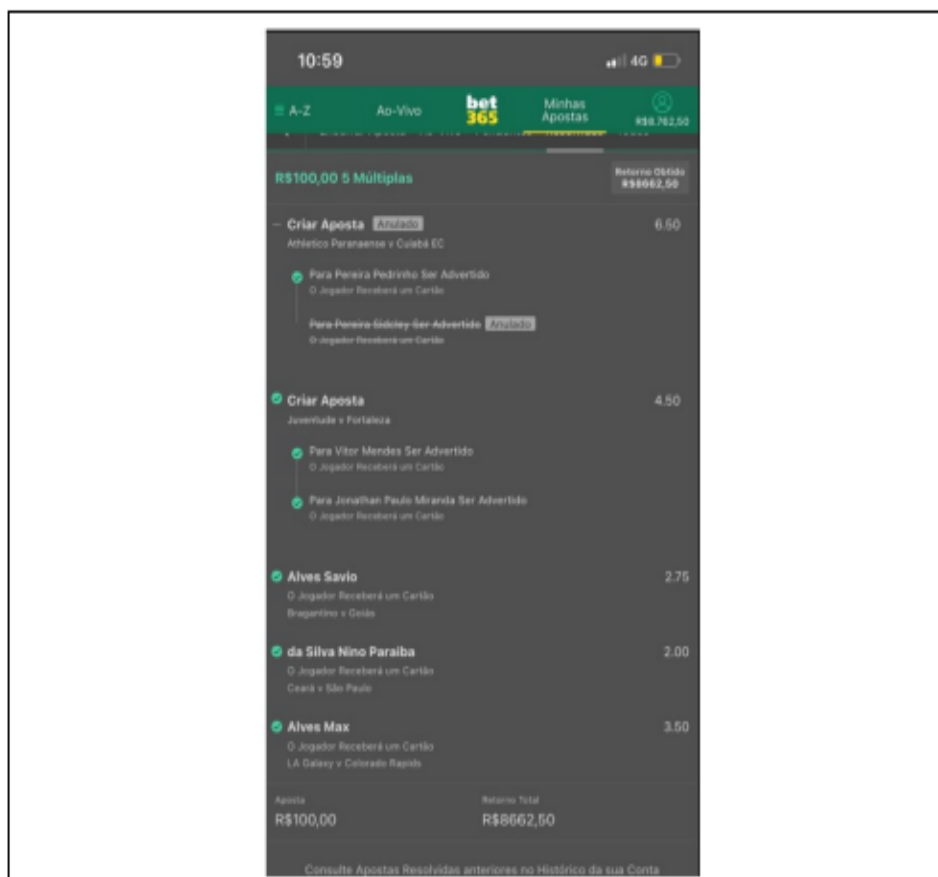 10:59
4G
A-Z Ao-Vivo bet365 Minhas Apostas R$8.762,50
R$100,00 5 Múltiplas
Retorno Obtido
R$8662,50
Criar Aposta Anulado 6.50
Athletico Paranaense v Cuiabá EC
Para Pereira Pedrinho Ser Advertido
O Jogador Receberá um Cartão
Para Pereira Sidcley Ser Advertido Anulado
O Jogador Receberá um Cartão
Criar Aposta 4.50
Juventude v Fortaleza
Para Vitor Mendes Ser Advertido
O Jogador Receberá um Cartão
Para Jonathan Paulo Miranda Ser Advertido
O Jogador Receberá um Cartão
Alves Savio 2.75
O Jogador Receberá um Cartão
Bragantino v Goiás
da Silva Nino Paraiba 2.00
O Jogador Receberá um Cartão
Ceará v São Paulo
Alves Max 3.50
O Jogador Receberá um Cartão
LA Galaxy v Colorado Rapids
Aposta Retorno Total
R$100,00 R$8662,50
Consulte Apostas Resolvidas anteriores no Histórico da sua Conta